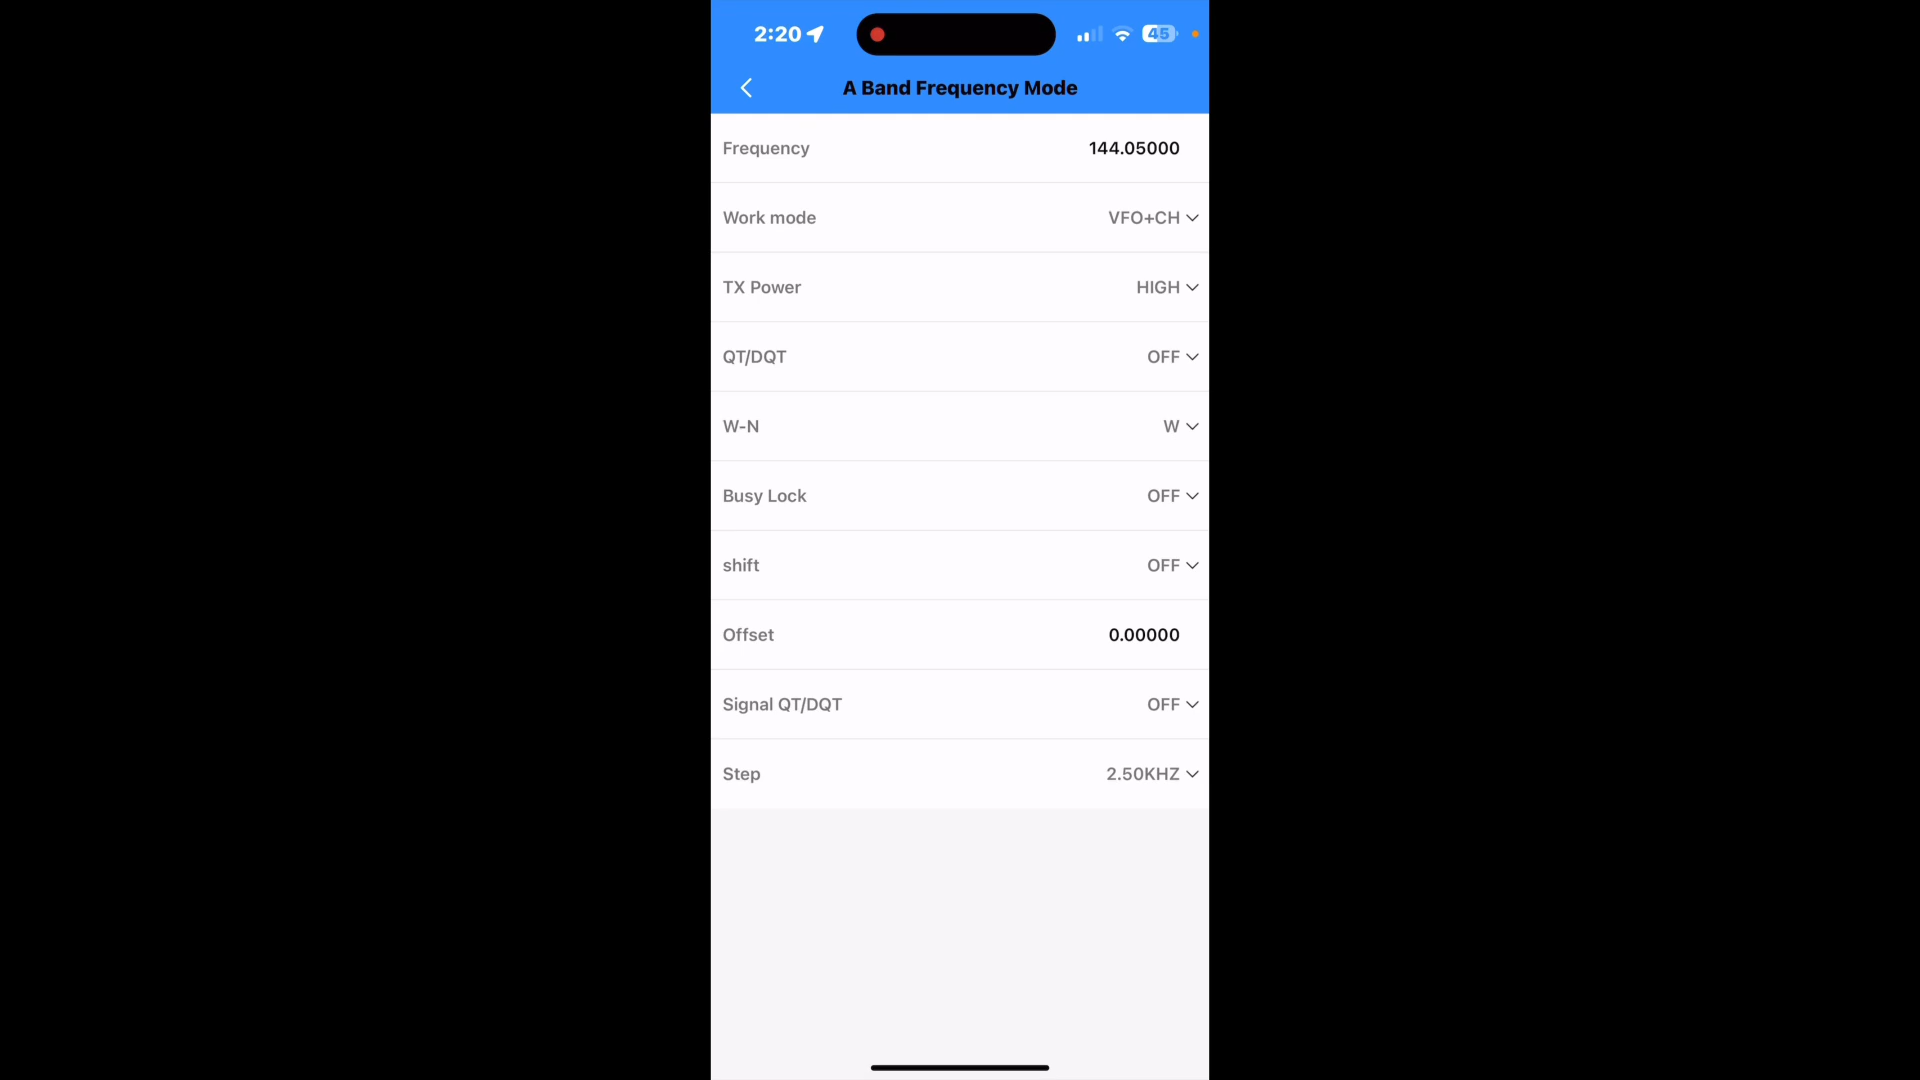 2:20
45
A Band Frequency Mode
Frequency 144.05000
Work mode VFO+CH
TX Power HIGH
QT/DQT OFF
W-N W
Busy Lock OFF
shift OFF
Offset 0.00000
Signal QT/DQT OFF
Step 2.50KHZ